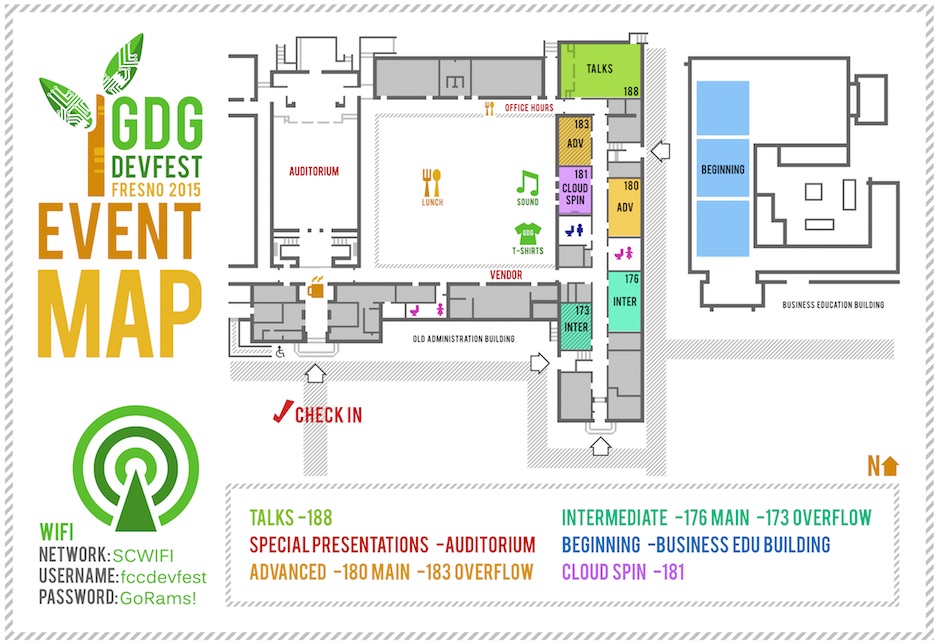 GDG
DEVFEST
FRESNO 2015
EVENT
MAP
TALKS
188
OFFICE HOURS
183
ADV
181
CLOUD
SPIN
180
ADV
AUDITORIUM
LUNCH
SOUND
GDG
T-SHIRTS
BEGINNING
VENDOR
176
INTER
173
INTER
BUSINESS EDUCATION BUILDING
OLD ADMINISTRATION BUILDING
CHECK IN
N
WIFI
NETWORK: SCWIFI
USERNAME: fccdevfest
PASSWORD: GoRams!
TALKS -188
SPECIAL PRESENTATIONS -AUDITORIUM
ADVANCED -180 MAIN -183 OVERFLOW
INTERMEDIATE -176 MAIN -173 OVERFLOW
BEGINNING -BUSINESS EDU BUILDING
CLOUD SPIN -181